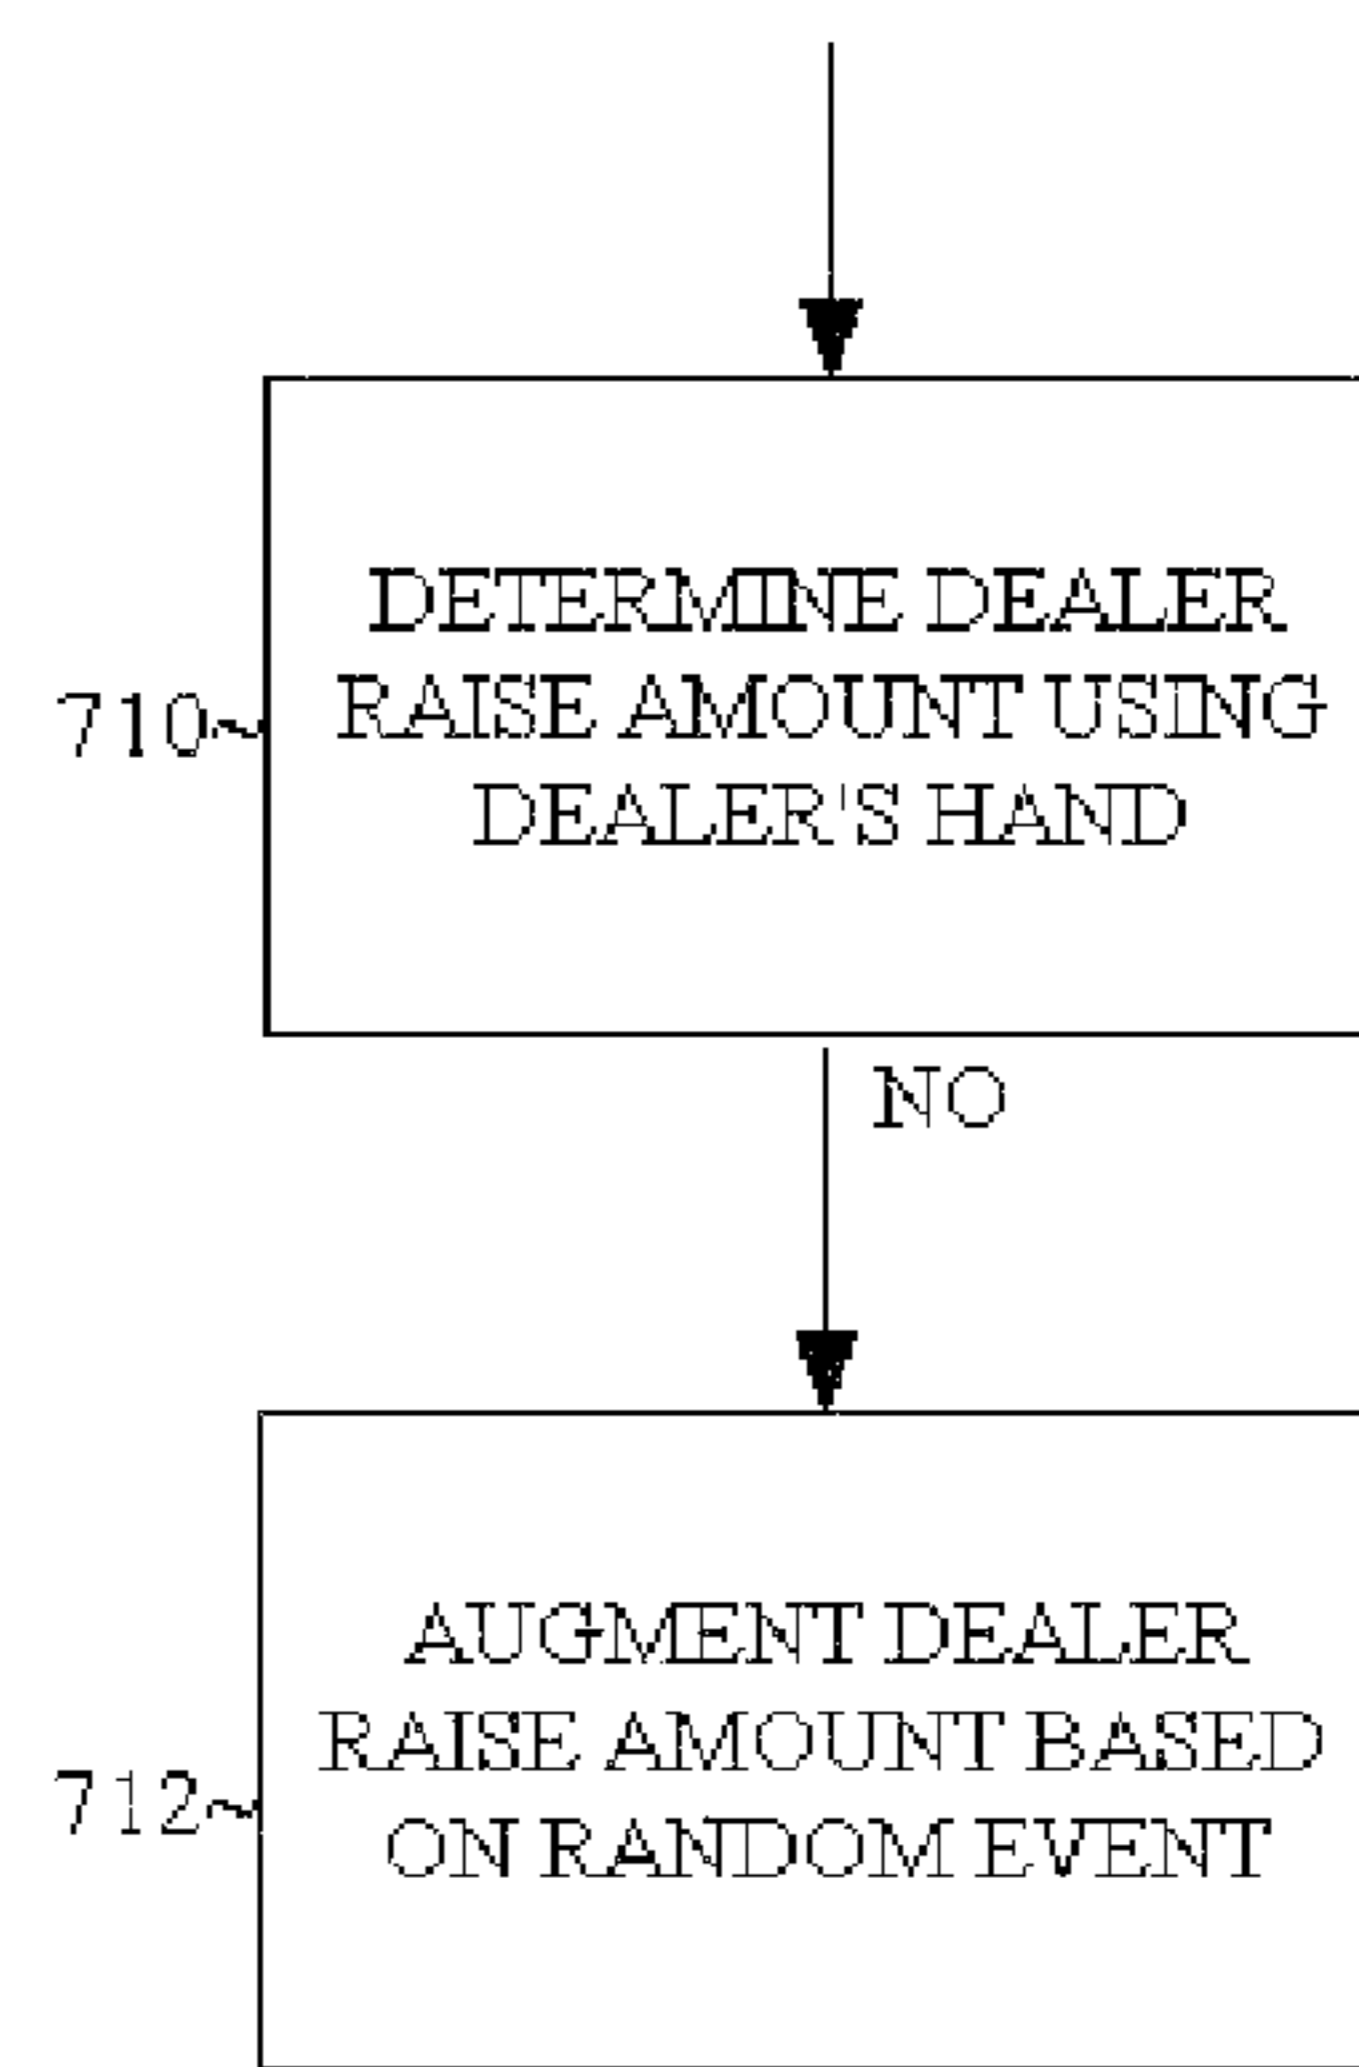 DETERMINE DEALER
RAISE AMOUNT USING
DEALER'S HAND
710
NO
AUGMENT DEALER
RAISE AMOUNT BASED
ON RANDOM EVENT
712